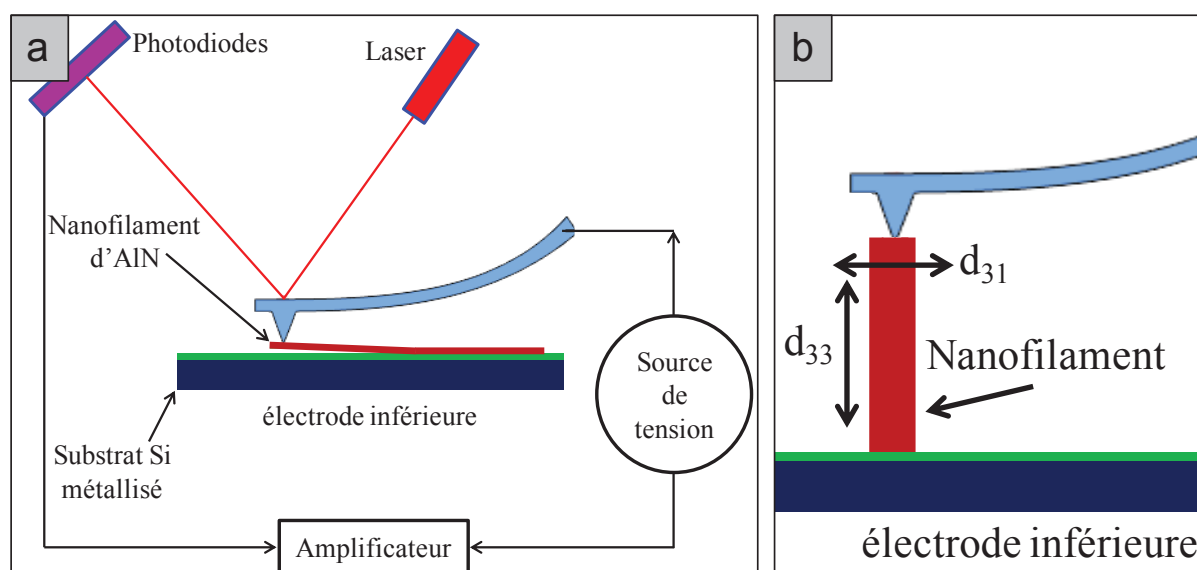 a
Photodiodes
Laser
Nanofilament
d'AlN
Source
de
tension
électrode inférieure
Substrat Si
métallisé
Amplificateur
b
d31
d33
Nanofilament
électrode inférieure